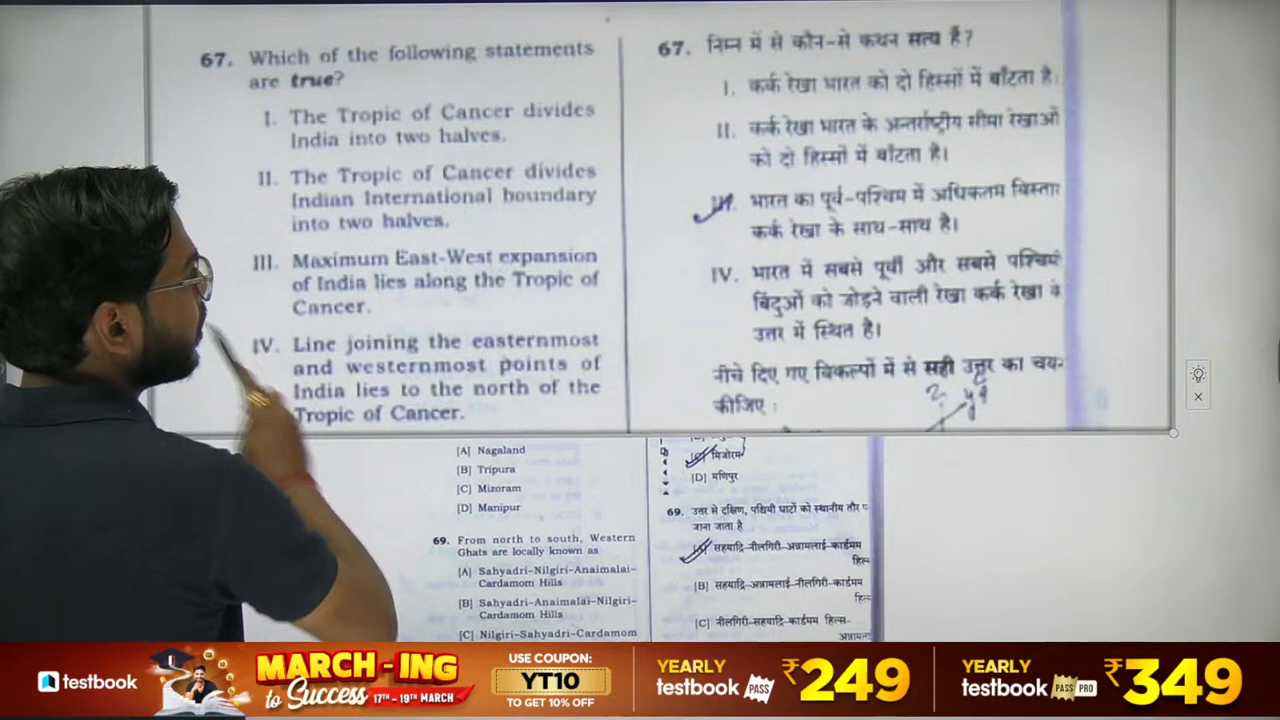 67. Which of the following statements
are true?
I. The Tropic of Cancer divides
India into two halves.
II. The Tropic of Cancer divides
Indian International boundary
into two halves.
III. Maximum East-West expansion
of India lies along the Tropic of
Cancer.
IV. Line joining the easternmost
and westernmost points of
India lies to the north of the
Tropic of Cancer.
67. निम्न में से कौन-से कथन सत्य हैं?
I. कर्क रेखा भारत को दो हिस्सों में बाँटता है।
II. कर्क रेखा भारत के अन्तर्राष्ट्रीय सीमा रेखाओं
को दो हिस्सों में बाँटता है।
III. भारत का पूर्व-पश्चिम में अधिकतम विस्तार
कर्क रेखा के साथ-साथ है।
IV. भारत में सबसे पूर्वी और सबसे पश्चिमी
बिंदुओं को जोड़ने वाली रेखा कर्क रेखा के
उत्तर में स्थित है।
नीचे दिए गए विकल्पों में से सही उत्तर का चय
कीजिए :
[A] Nagaland
[B] Tripura
[C] Mizoram
[D] Manipur
69. From north to south, Western
Ghats are locally known as
[A] Sahyadri-Nilgiri-Anaimalai-
Cardamom Hills
[B] Sahyadri-Anaimalai-Nilgiri-
Cardamom Hills
[C] Nilgiri-Sahyadri-Cardamom
[C] मिजोरम
[D] मणिपुर
69. उत्तर से दक्षिण, पश्चिमी घाटों को स्थानीय तौर प
जाना जाता है
[A] सहयाद्रि-नीलगिरी-अन्नामलाई-कार्डमम
हिल
[B] सहयाद्रि-अन्नामलाई-नीलगिरी-कार्डमम
हिल
[C] नीलगिरी-सहयाद्रि-कार्डमम हिल्स-
अन्नामल
testbook
MARCH-ING
to Success
17TH - 19TH MARCH
USE COUPON:
YT10
TO GET 10% OFF
YEARLY
testbook PASS
₹249
YEARLY
testbook PASS PRO
₹349